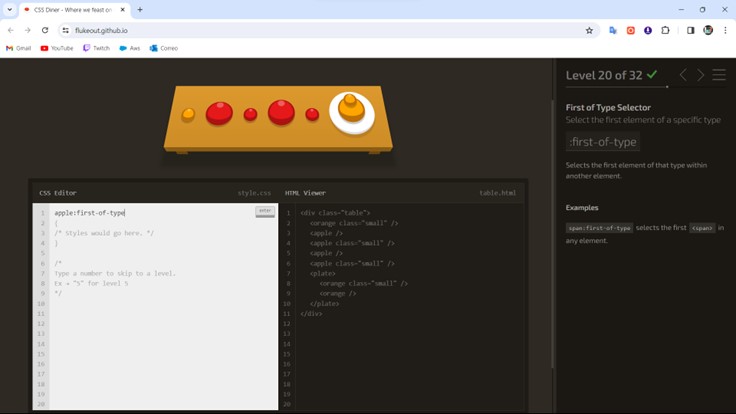 CSS Diner - Where we feast on
flukeout.github.io
Gmail YouTube Twitch Aws Correo
Level 20 of 32
First of Type Selector
Select the first element of a specific type
:first-of-type
Selects the first element of that type within
another element.
Examples
span:first-of-type selects the first <span> in
any element.
CSS Editor style.css
HTML Viewer table.html
enter
1 apple:first-of-type
2 {
3 /* Styles would go here. */
4 }
5
6 /*
7 Type a number to skip to a level.
8 Ex → "5" for level 5
9 */
10
11
12
13
14
15
16
17
18
19
20
1 <div class="table">
2 <orange class="small" />
3 <apple />
4 <apple class="small" />
5 <apple />
6 <apple class="small" />
7 <plate>
8 <orange class="small" />
9 <orange />
10 </plate>
11 </div>
12
13
14
15
16
17
18
19
20